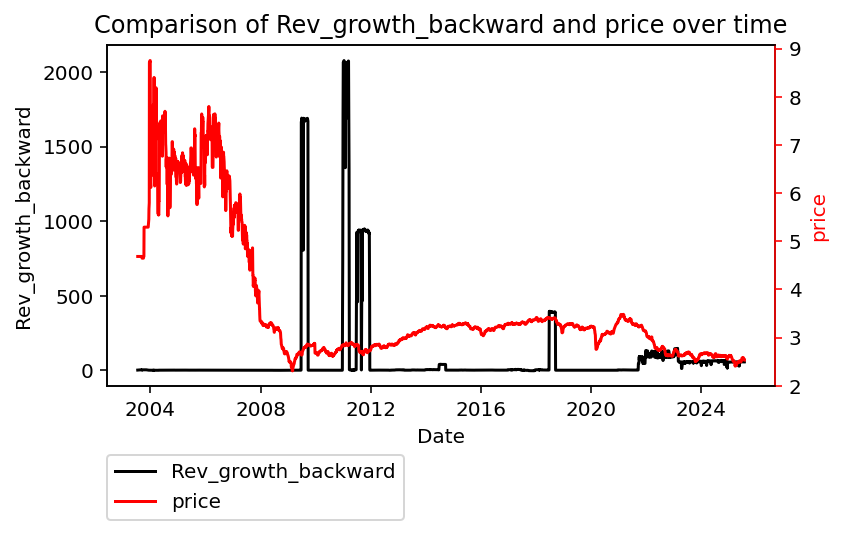 Comparison of Rev_growth_backward and price over time
2000
1500
1000
500
0
Rev_growth_backward
9
8
7
6
5
4
3
2
price
2004 2008 2012 2016 2020 2024
Date
Rev_growth_backward
price